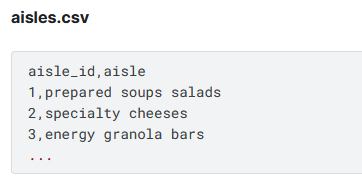 aisles.csv
aisle_id,aisle
1,prepared soups salads
2,specialty cheeses
3,energy granola bars
...